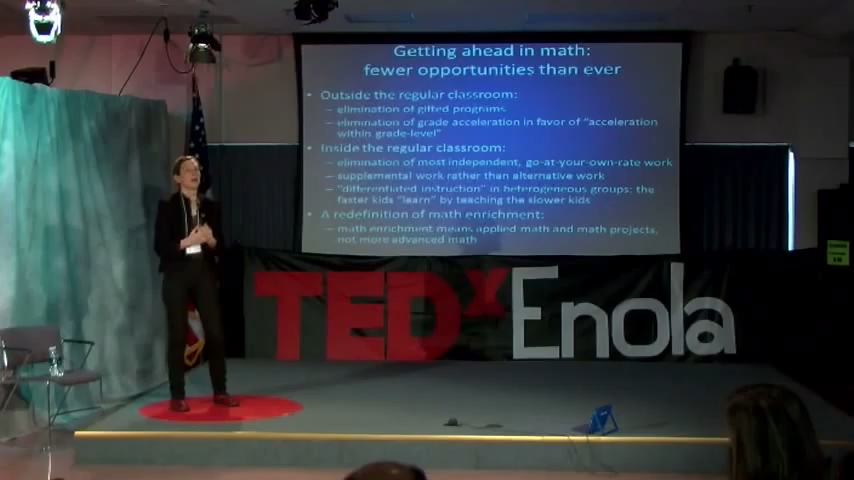 Getting ahead in math:
fewer opportunities than ever
• Outside the regular classroom:
– elimination of gifted programs
– elimination of grade acceleration in favor of "acceleration
within grade-level"
• Inside the regular classroom:
– elimination of most independent, go-at-your-own-rate work
– supplemental work rather than alternative work
– "differentiated instruction" in heterogeneous groups: the
faster kids "learn" by teaching the slower kids
• A redefinition of math enrichment:
– math enrichment means applied math and math projects,
not more advanced math
TEDxEnola